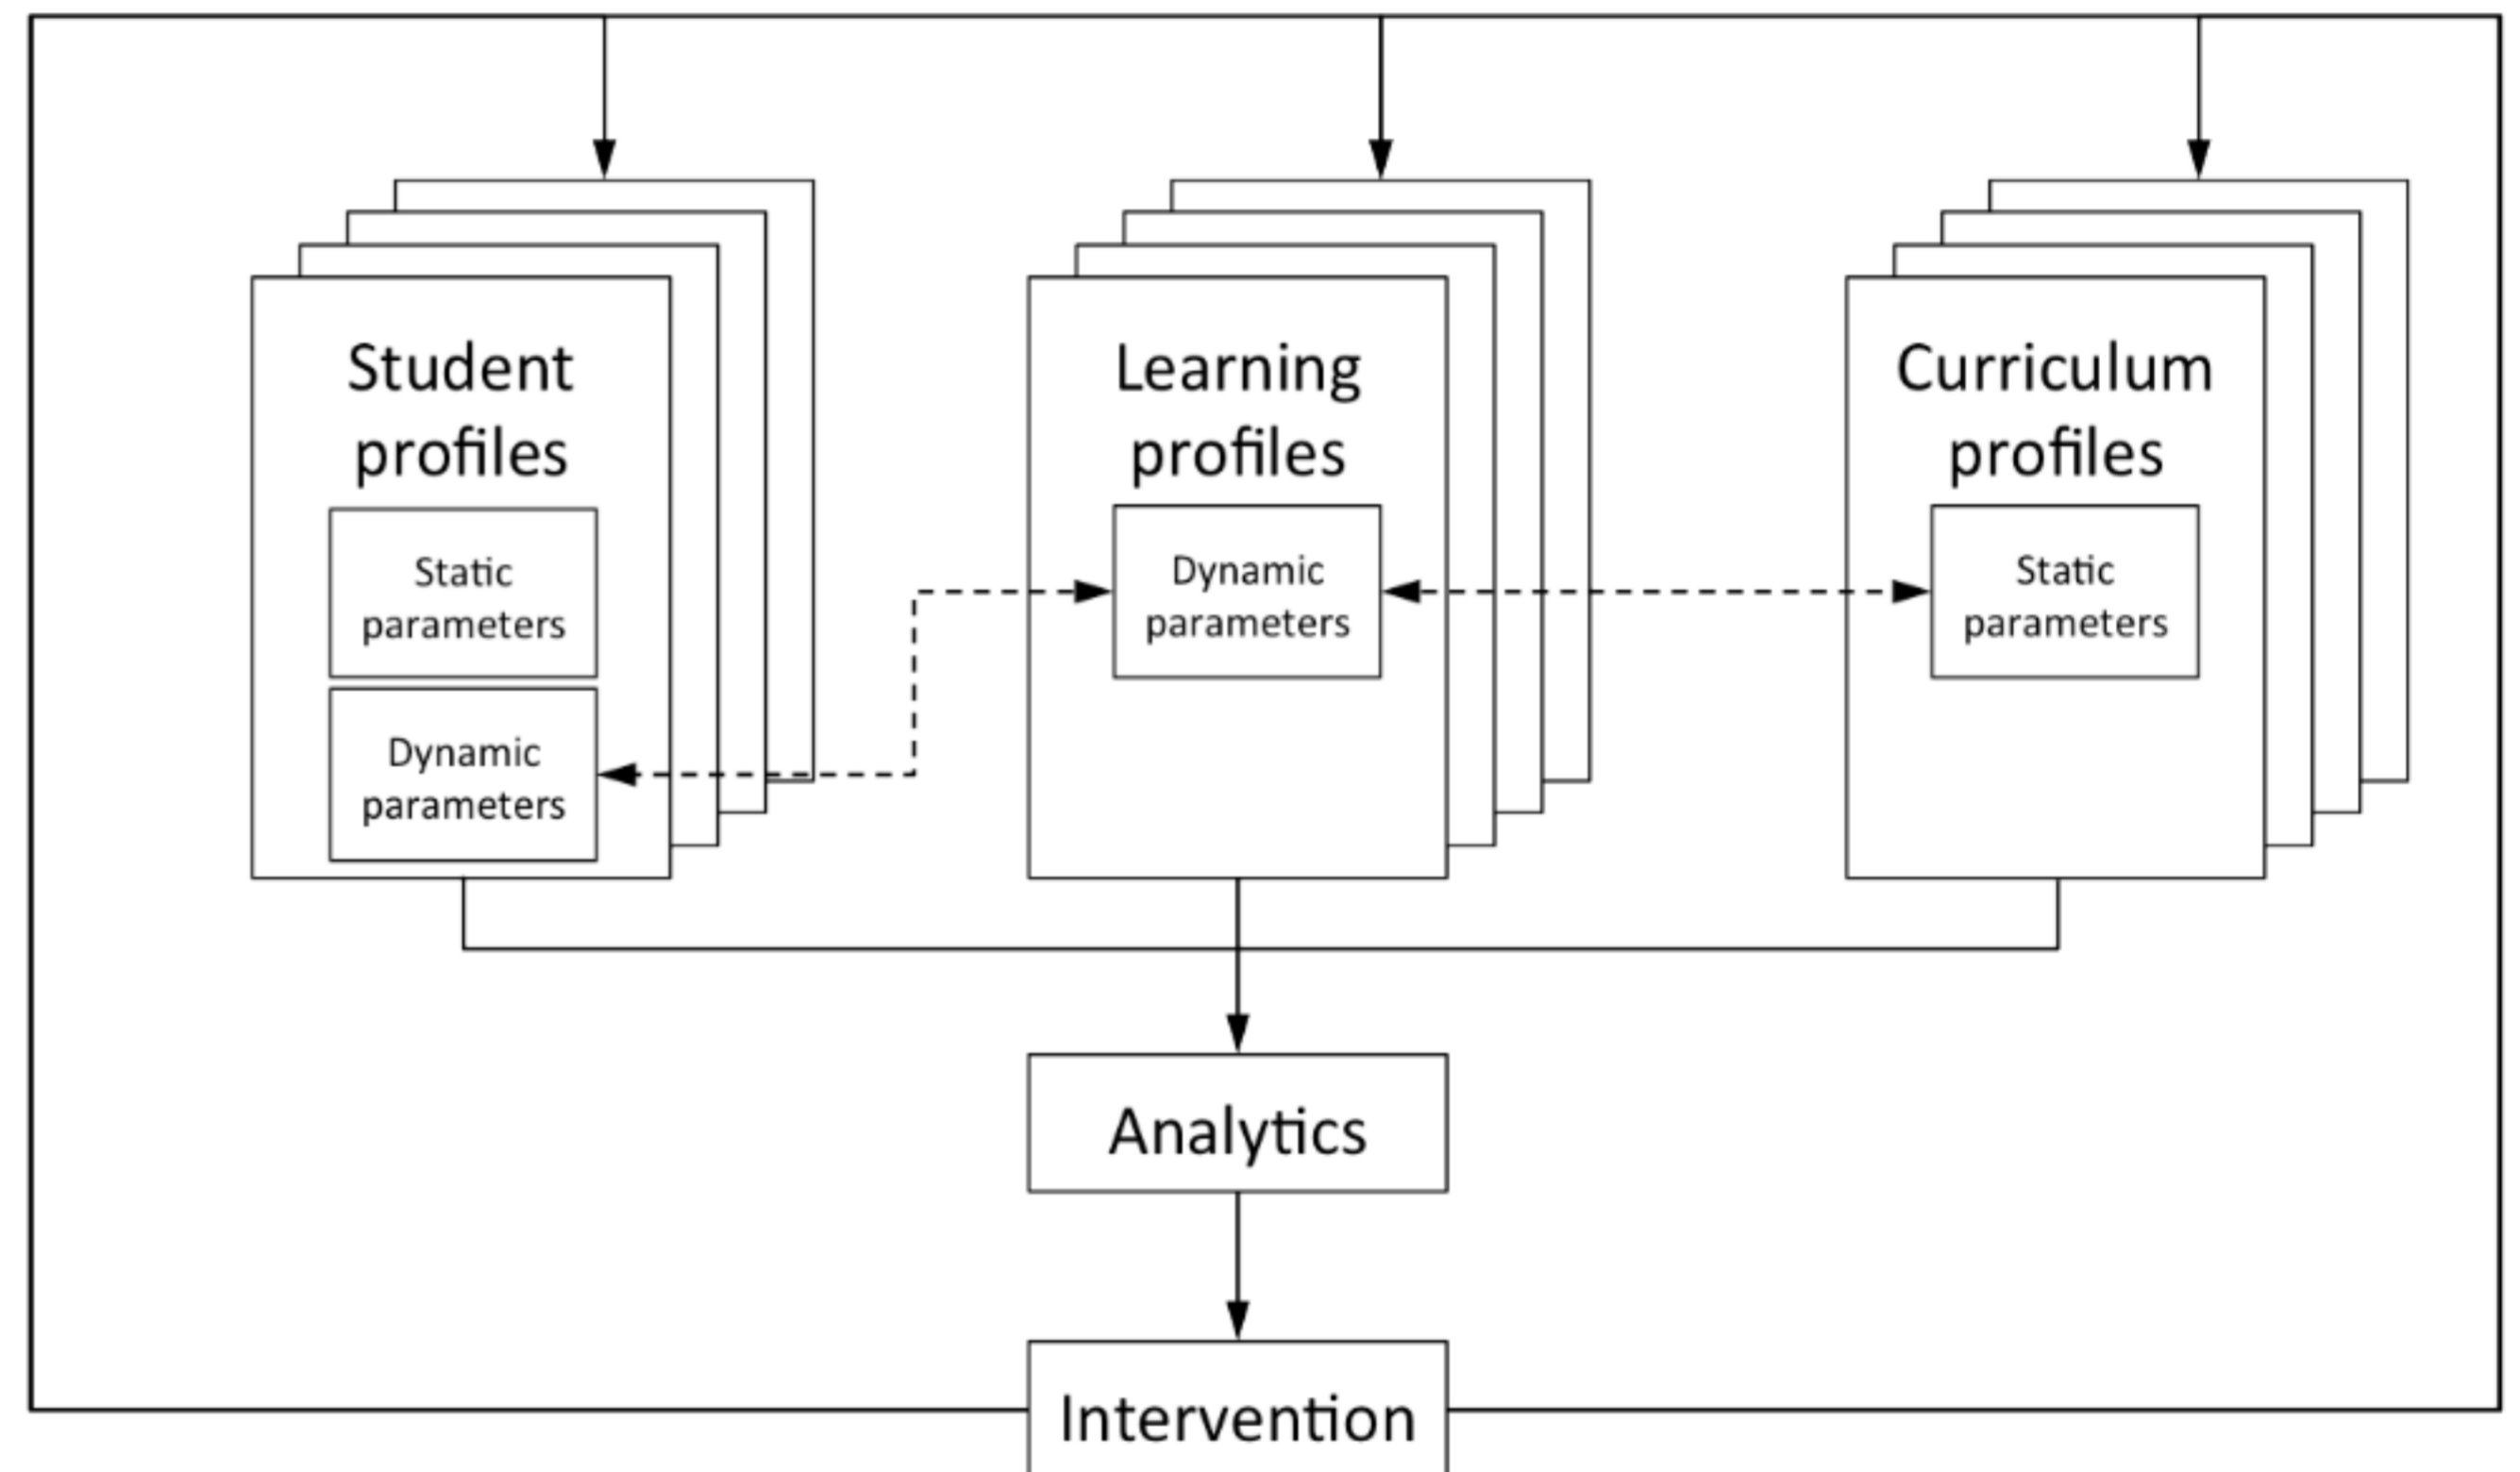 Student
profiles
Static
parameters
Dynamic
parameters
Learning
profiles
Dynamic
parameters
Curriculum
profiles
Static
parameters
Analytics
Intervention